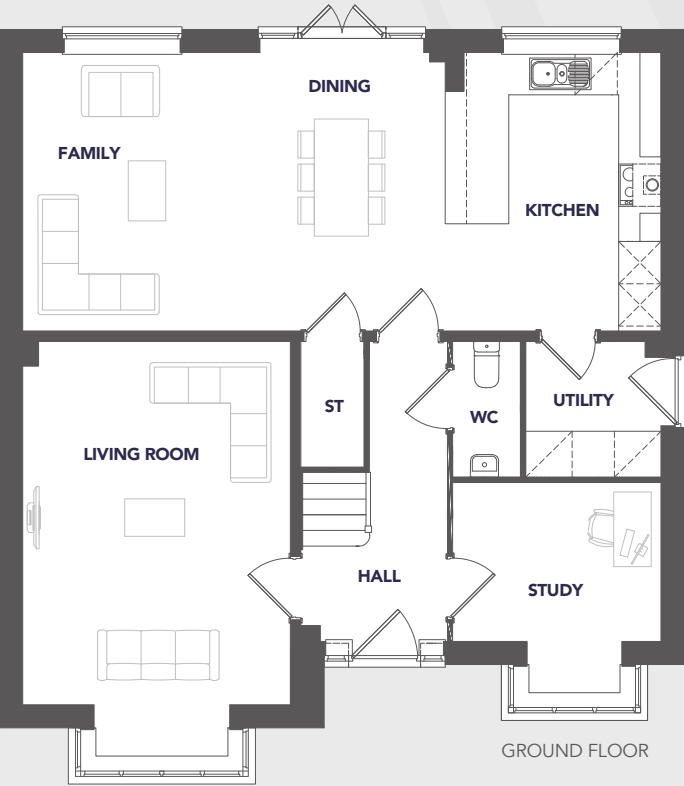 DINING
FAMILY
KITCHEN
ST
WC
UTILITY
LIVING ROOM
HALL
STUDY
GROUND FLOOR